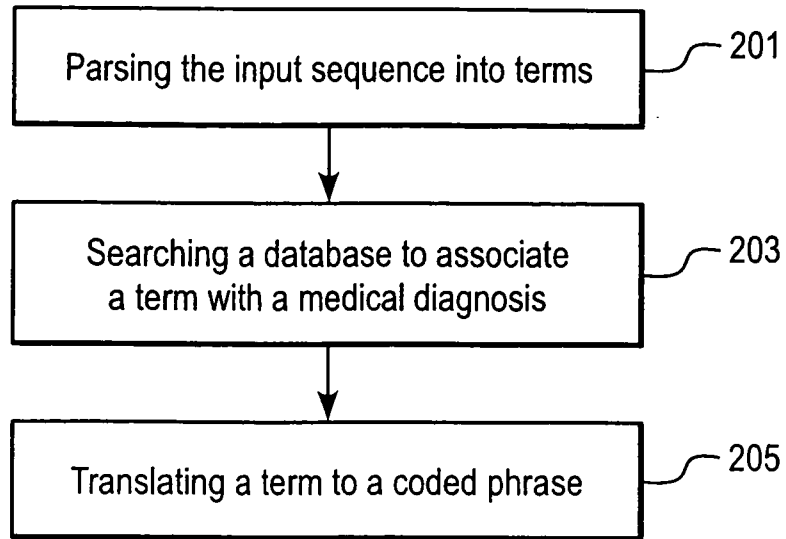 Parsing the input sequence into terms
201
Searching a database to associate
a term with a medical diagnosis
203
Translating a term to a coded phrase
205